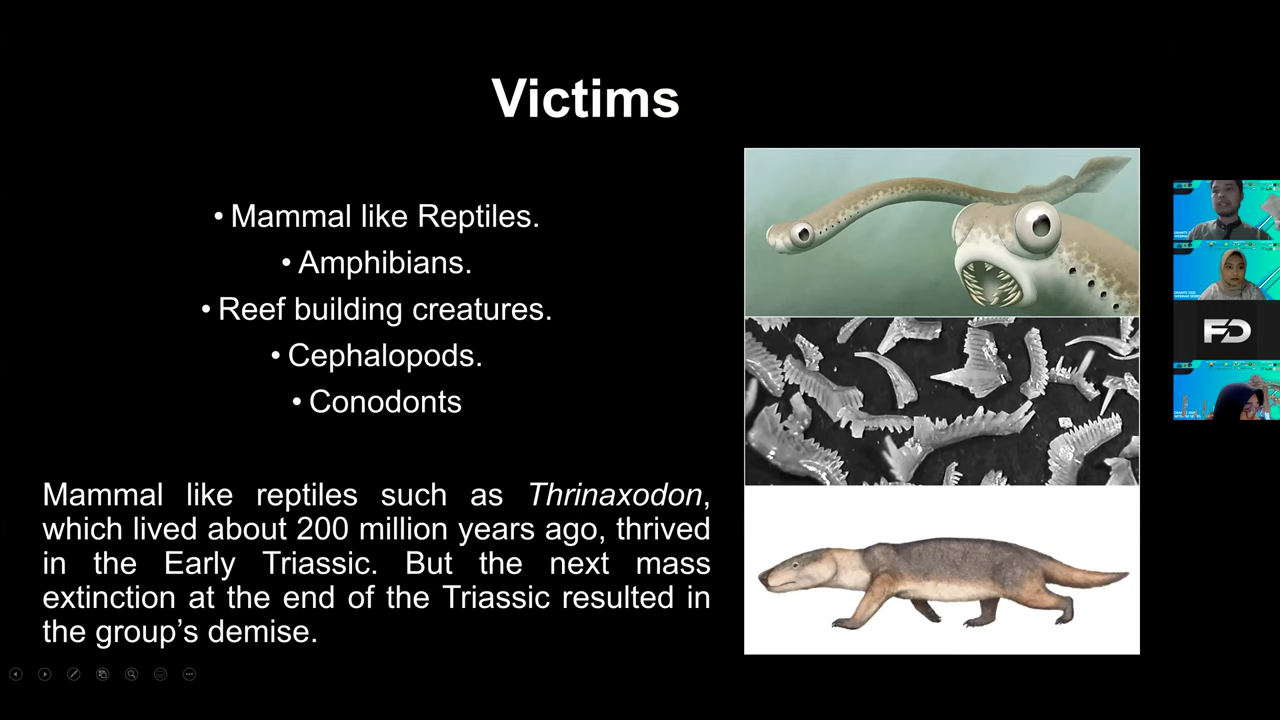 Victims
• Mammal like Reptiles.
• Amphibians.
• Reef building creatures.
• Cephalopods.
• Conodonts
Mammal like reptiles such as Thrinaxodon,
which lived about 200 million years ago, thrived
in the Early Triassic. But the next mass
extinction at the end of the Triassic resulted in
the group’s demise.
FD